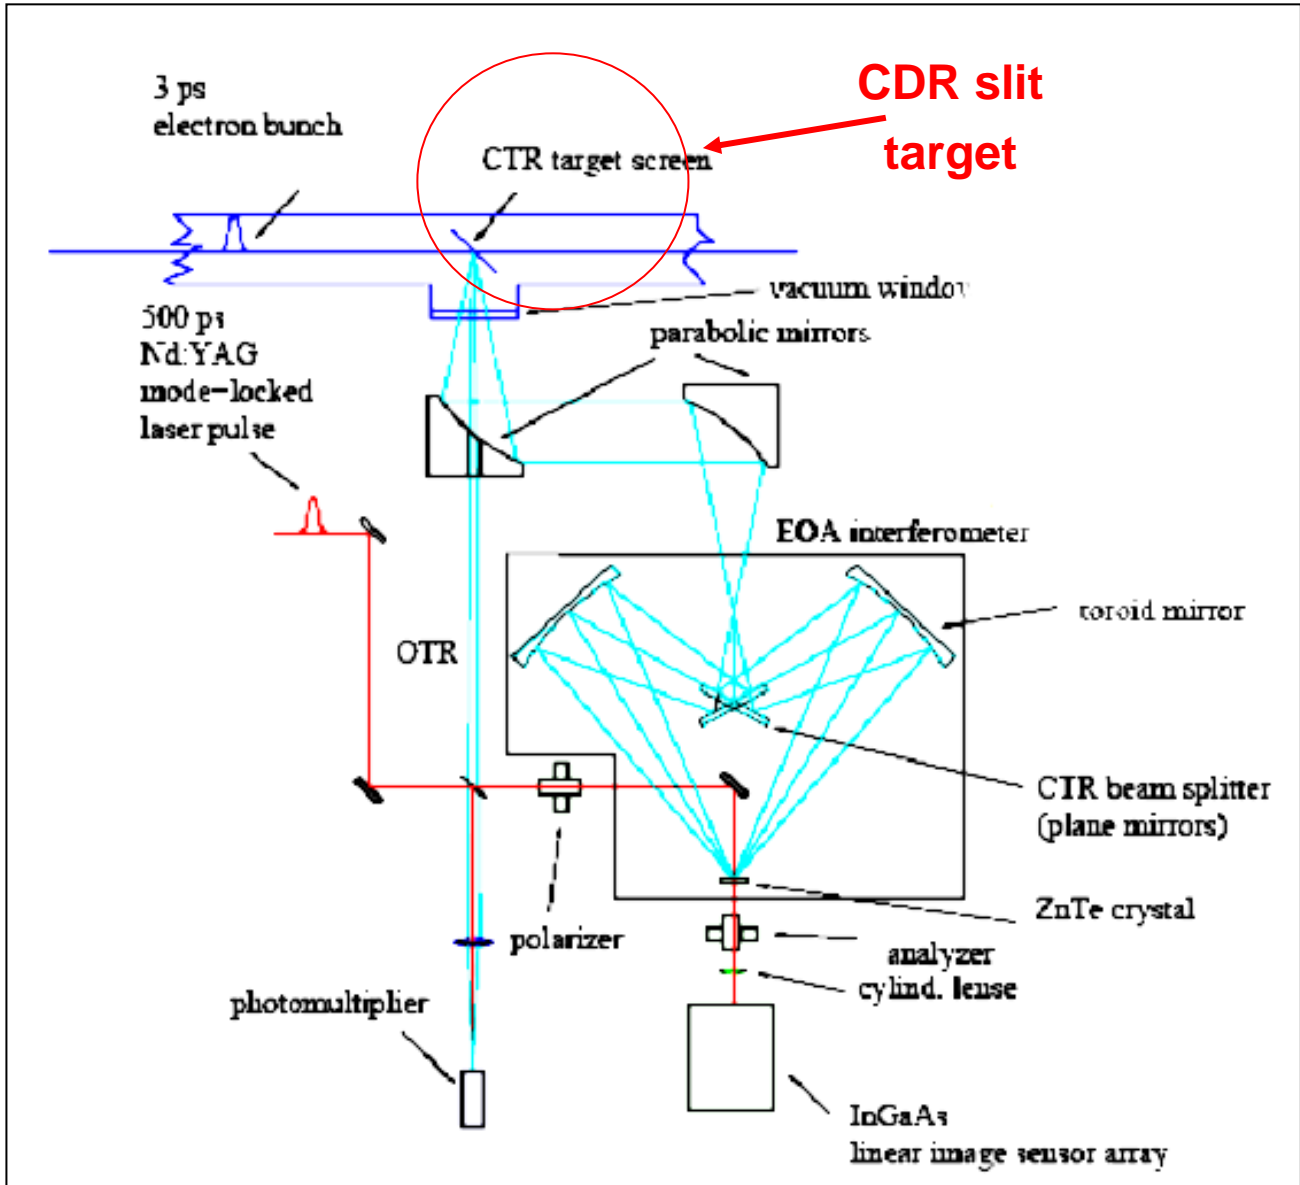 CDR slit
target
3 ps
electron bunch
CTR target screen
vacuum window
500 ps
Nd:YAG
mode-locked
laser pulse
parabolic mirrors
EOA interferometer
toroid mirror
OTR
CTR beam splitter
(plane mirrors)
ZnTe crystal
polarizer
analyzer
cylind. lense
photomultiplier
InGaAs
linear image sensor array